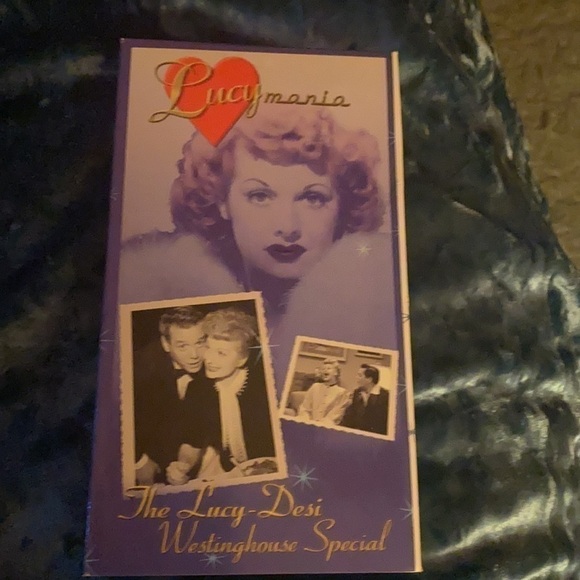 Lucymania
The Lucy-Desi
Westinghouse Special